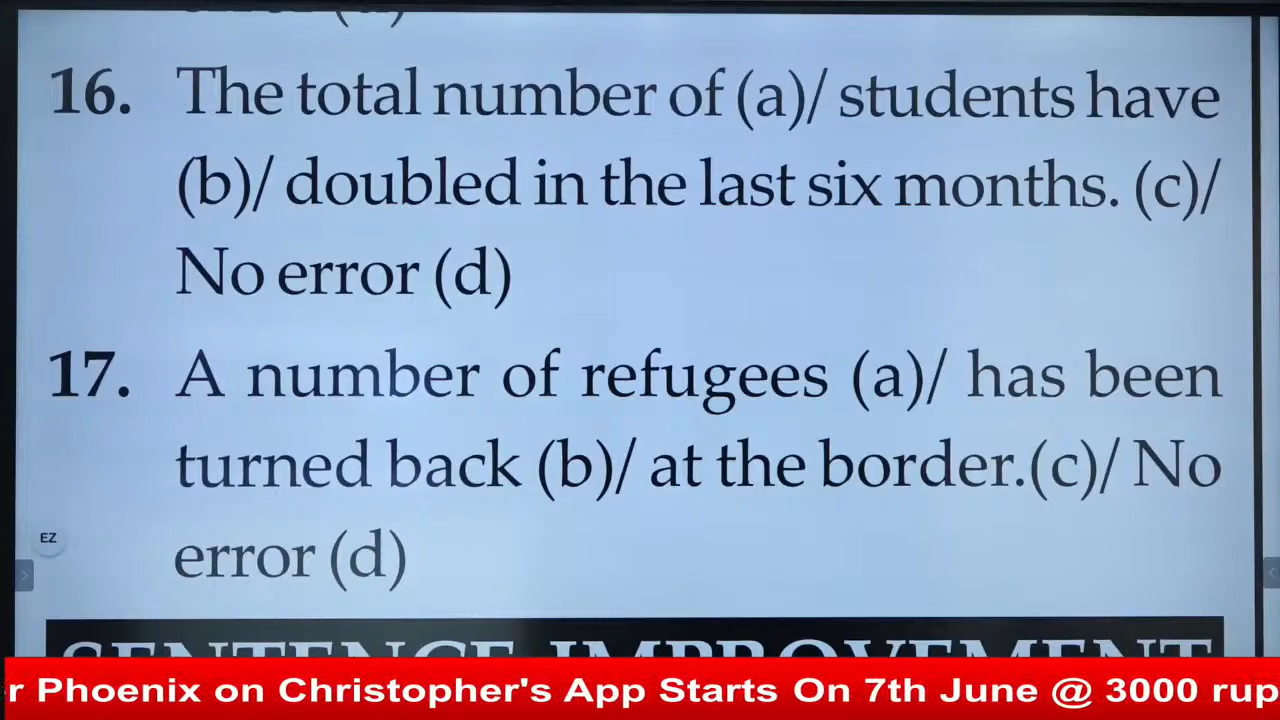 16. The total number of (a)/ students have
(b)/ doubled in the last six months. (c)/
No error (d)
17. A number of refugees (a)/ has been
turned back (b)/ at the border.(c)/ No
error (d)
EZ
SENTENCE IMPROVEMENT
r Phoenix on Christopher's App Starts On 7th June @ 3000 rup